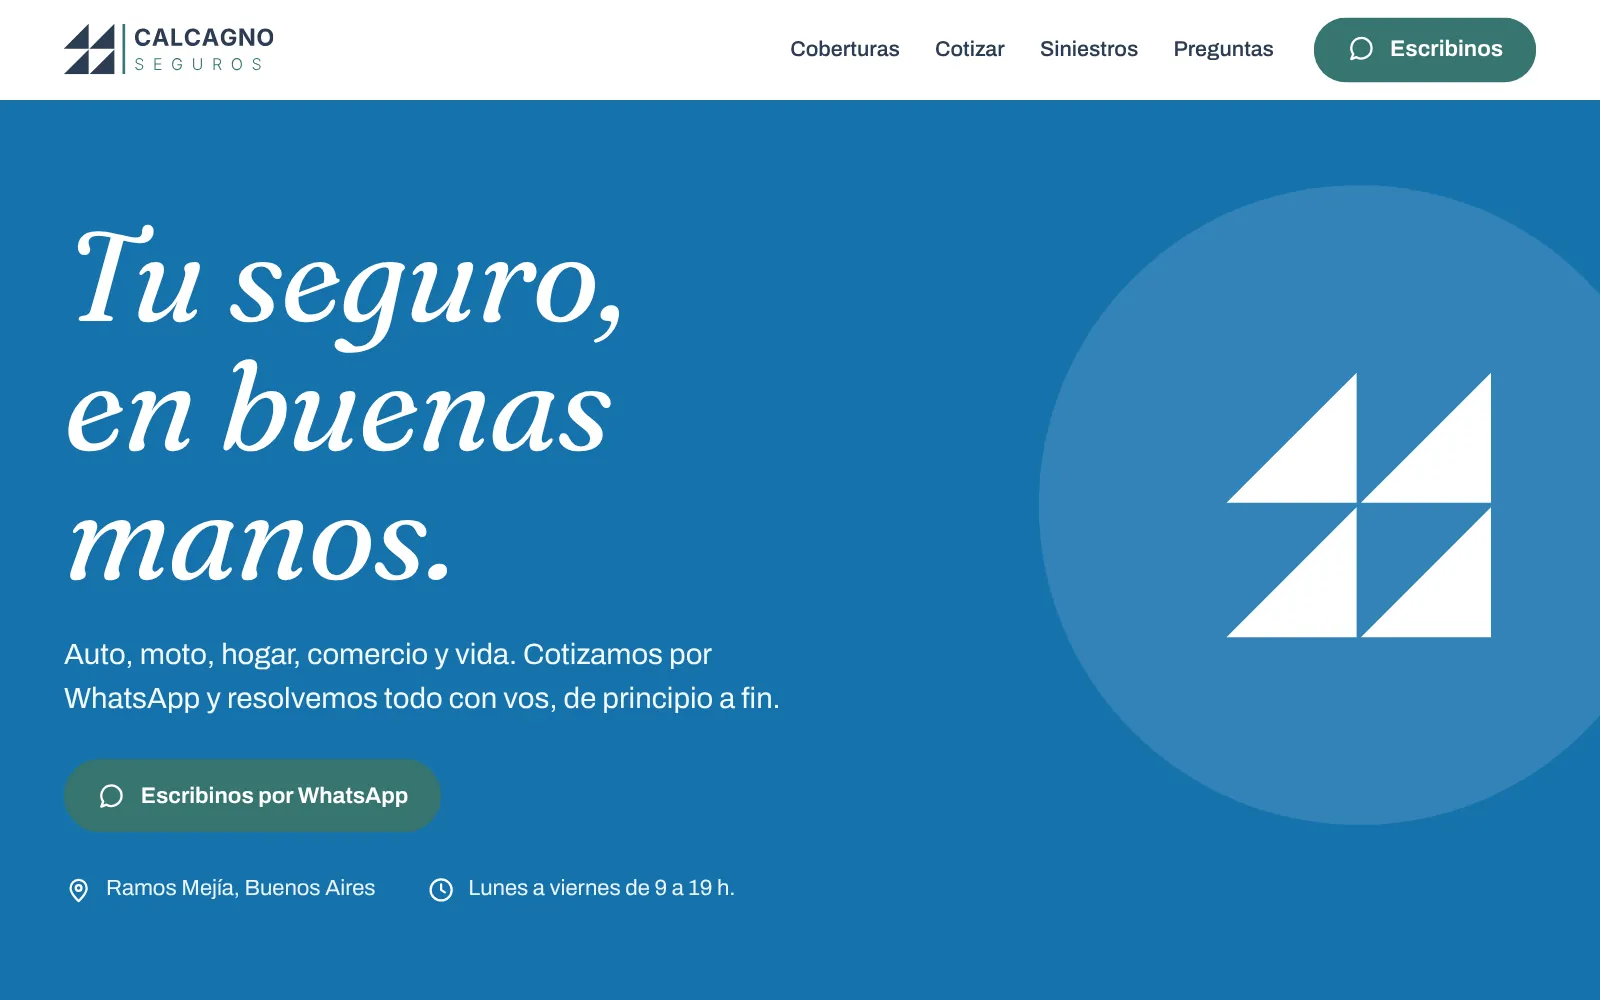 CALCAGNO
SEGUROS
Coberturas
Cotizar
Siniestros
Preguntas
Escribinos
Tu seguro,
en buenas
manos.
Auto, moto, hogar, comercio y vida. Cotizamos por
WhatsApp y resolvemos todo con vos, de principio a fin.
Escribinos por WhatsApp
Ramos Mejía, Buenos Aires
Lunes a viernes de 9 a 19 h.